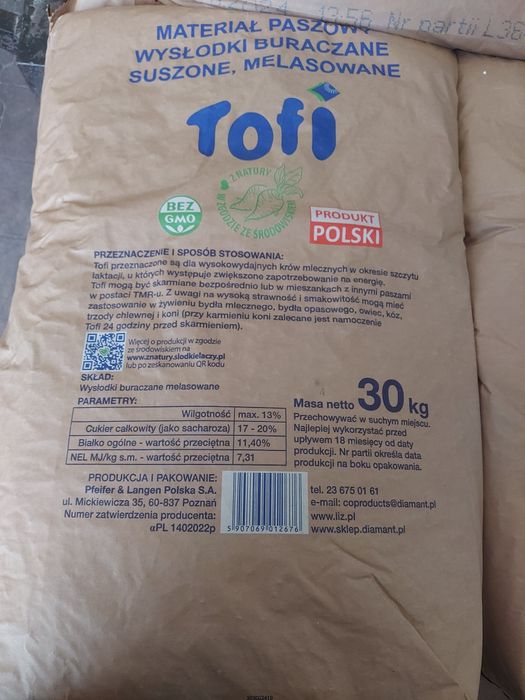 2024 13:56 Nr partii L36
MATERIAŁ PASZOWY
WYSŁODKI BURACZANE
SUSZONE, MELASOWANE
Tofi
Z NATURY
W ZGODZIE ZE ŚRODOWISKIEM
BEZ
GMO
PRODUKT
POLSKI
PRZEZNACZENIE I SPOSÓB STOSOWANIA:
Tofi przeznaczone są dla wysokowydajnych krów mlecznych w okresie szczytu
laktacji, u których występuje zwiększone zapotrzebowanie na energię.
Tofi mogą być skarmiane bezpośrednio lub w mieszankach z innymi paszami
w postaci TMR-u. Z uwagi na wysoką strawność i smakowitość mogą mieć
zastosowanie w żywieniu bydła mlecznego, bydła opasowego, owiec, kóz,
trzody chlewnej i koni (przy karmieniu koni zalecane jest namoczenie
Tofi 24 godziny przed skarmieniem).
Więcej o produkcji w zgodzie
ze środowiskiem na
www.znatury.slodkielaczy.pl
lub po zeskanowaniu QR kodu
SKŁAD:
Wysłodki buraczane melasowane
PARAMETRY:
Wilgotność max. 13%
Cukier całkowity (jako sacharoza) 17 - 20%
Białko ogólne - wartość przeciętna 11,40%
NEL MJ/kg s.m. - wartość przeciętna 7,31
Masa netto 30 kg
Przechowywać w suchym miejscu.
Najlepiej wykorzystać przed
upływem 18 miesięcy od daty
produkcji. Nr partii określa data
produkcji na boku opakowania.
PRODUKCJA I PAKOWANIE:
Pfeifer & Langen Polska S.A.
ul. Mickiewicza 35, 60-837 Poznań
Numer zatwierdzenia producenta:
αPL 1402022p
5 907069 012676
tel. 23 675 01 61
e-mail: coproducts@diamant.pl
www.liz.pl
www.sklep.diamant.pl